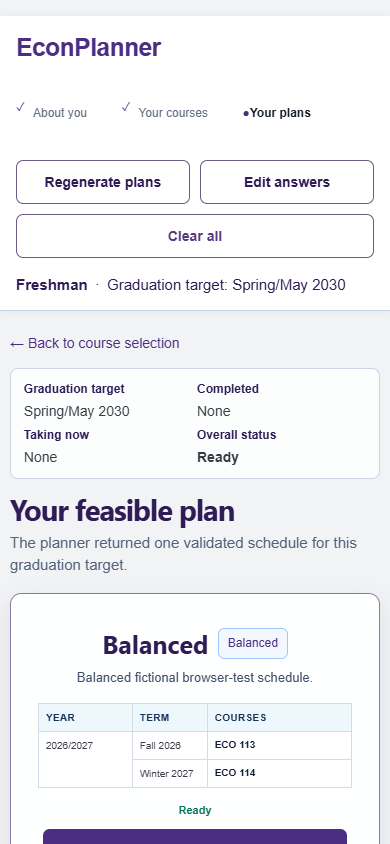 EconPlanner
✓ About you ✓ Your courses ●Your plans
Regenerate plans Edit answers
Clear all
Freshman · Graduation target: Spring/May 2030
← Back to course selection
Graduation target Completed
Spring/May 2030 None
Taking now Overall status
None Ready
Your feasible plan
The planner returned one validated schedule for this
graduation target.
Balanced Balanced
Balanced fictional browser-test schedule.
YEAR TERM COURSES
2026/2027 Fall 2026 ECO 113
Winter 2027 ECO 114
Ready